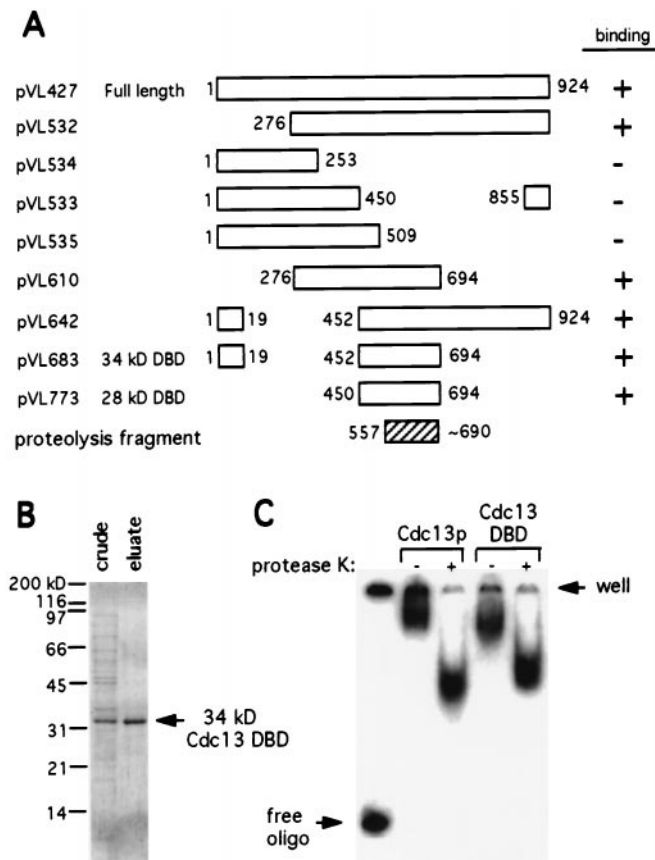 A
binding
pVL427 Full length 1 924 +
pVL532 276 +
pVL534 1 253 -
pVL533 1 450 855 -
pVL535 1 509 -
pVL610 276 694 +
pVL642 1 19 452 924 +
pVL683 34 kD DBD 1 19 452 694 +
pVL773 28 kD DBD 450 694 +
proteolysis fragment 557 ~690
B
crude
eluate
200 kD
116
97
66
45
31
21
14
34 kD
Cdc13 DBD
C
Cdc13p
Cdc13
DBD
protease K: - + - +
well
free
oligo